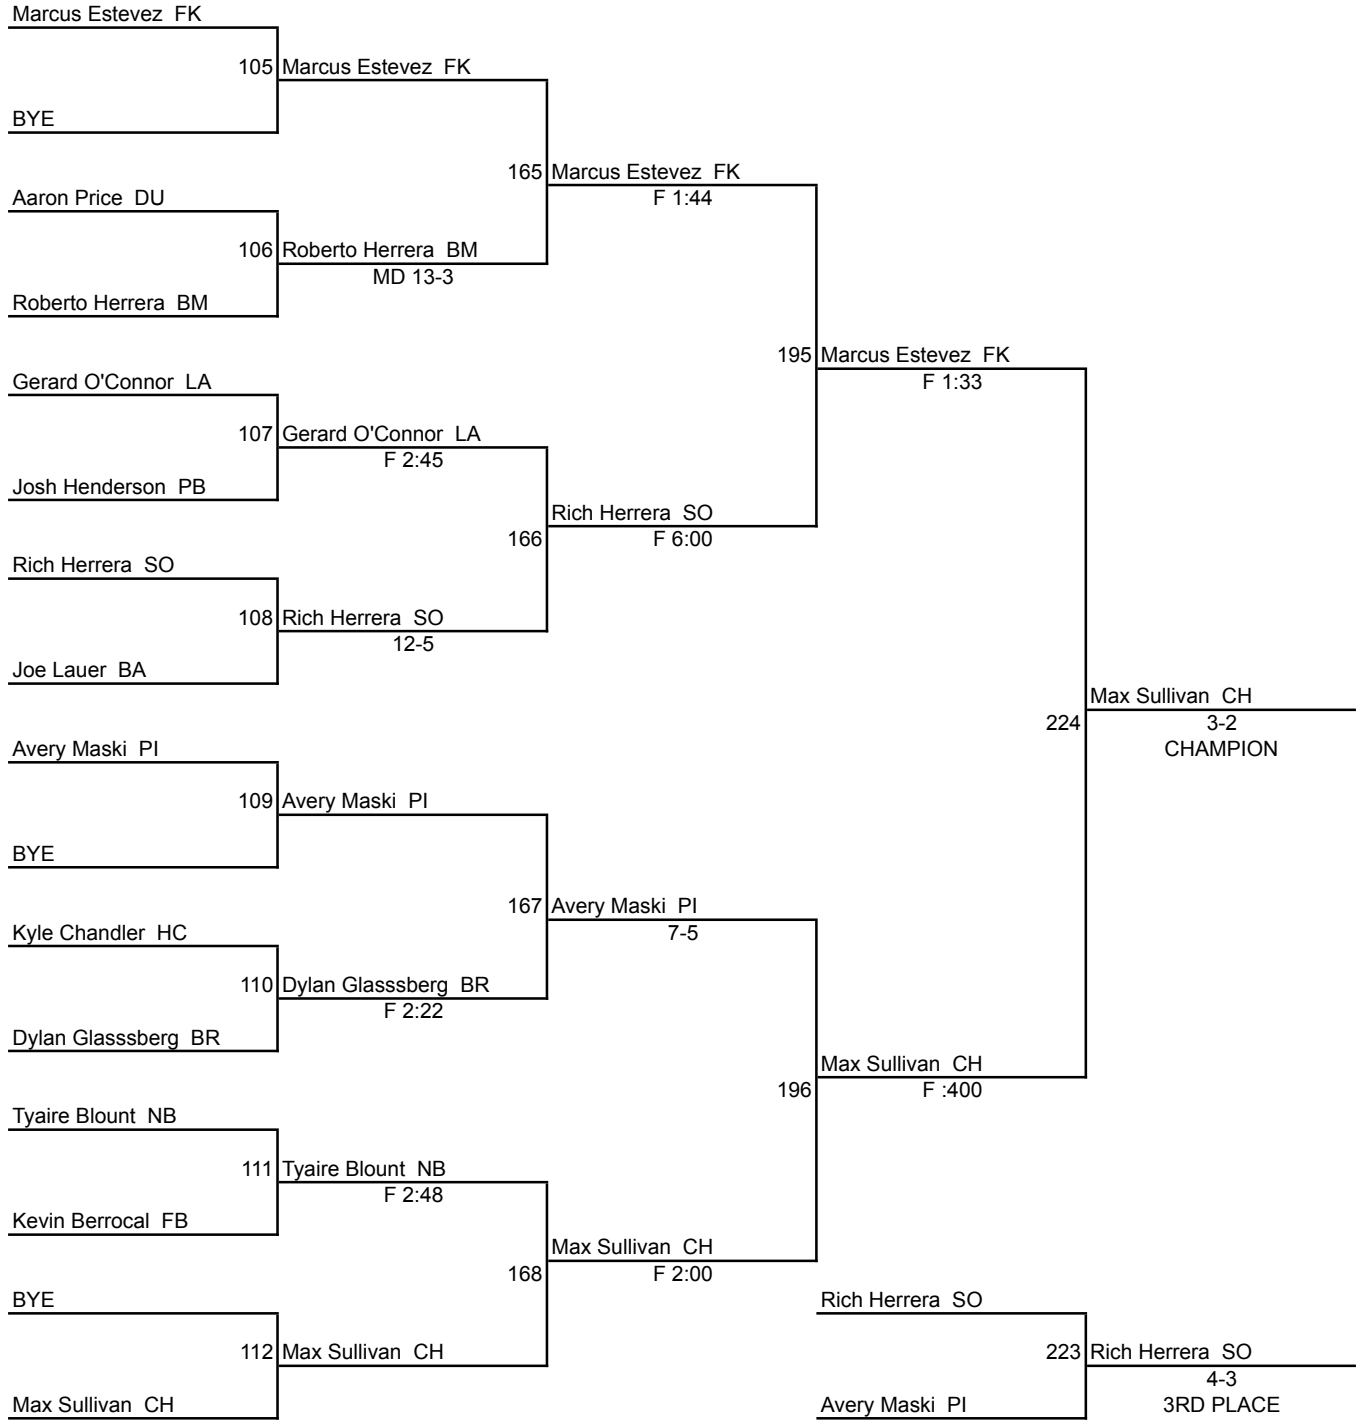 Marcus Estevez FK
105 Marcus Estevez FK
BYE
165 Marcus Estevez FK
F 1:44
Aaron Price DU
106 Roberto Herrera BM
MD 13-3
Roberto Herrera BM
195 Marcus Estevez FK
F 1:33
Gerard O'Connor LA
107 Gerard O'Connor LA
F 2:45
Josh Henderson PB
166 Rich Herrera SO
F 6:00
Rich Herrera SO
108 Rich Herrera SO
12-5
Joe Lauer BA
224 Max Sullivan CH
3-2
CHAMPION
Avery Maski PI
109 Avery Maski PI
BYE
167 Avery Maski PI
7-5
Kyle Chandler HC
110 Dylan Glasssberg BR
F 2:22
Dylan Glasssberg BR
196 Max Sullivan CH
F :400
Tyaire Blount NB
111 Tyaire Blount NB
F 2:48
Kevin Berrocal FB
168 Max Sullivan CH
F 2:00
BYE
112 Max Sullivan CH
Max Sullivan CH
Rich Herrera SO
223 Rich Herrera SO
4-3
3RD PLACE
Avery Maski PI